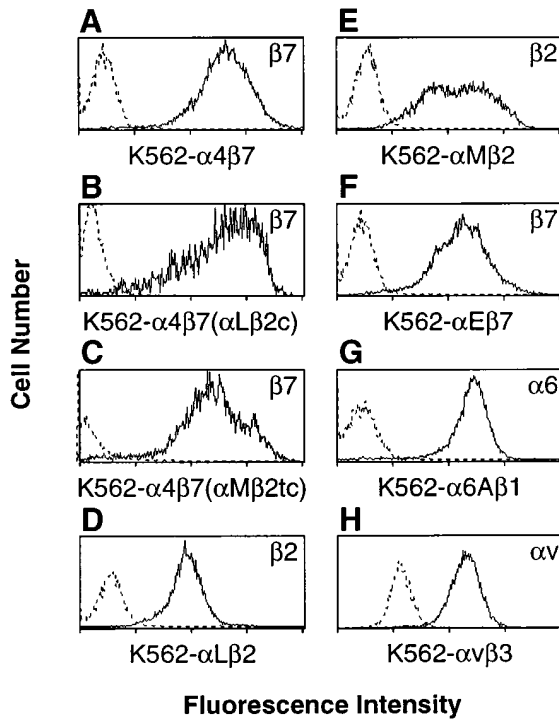 A
β7
K562-α4β7
B
β7
K562-α4β7(αLβ2c)
C
β7
K562-α4β7(αMβ2tc)
D
β2
K562-αLβ2
E
β2
K562-αMβ2
F
β7
K562-αEβ7
G
α6
K562-α6Aβ1
H
αv
K562-αvβ3
Cell Number
Fluorescence Intensity